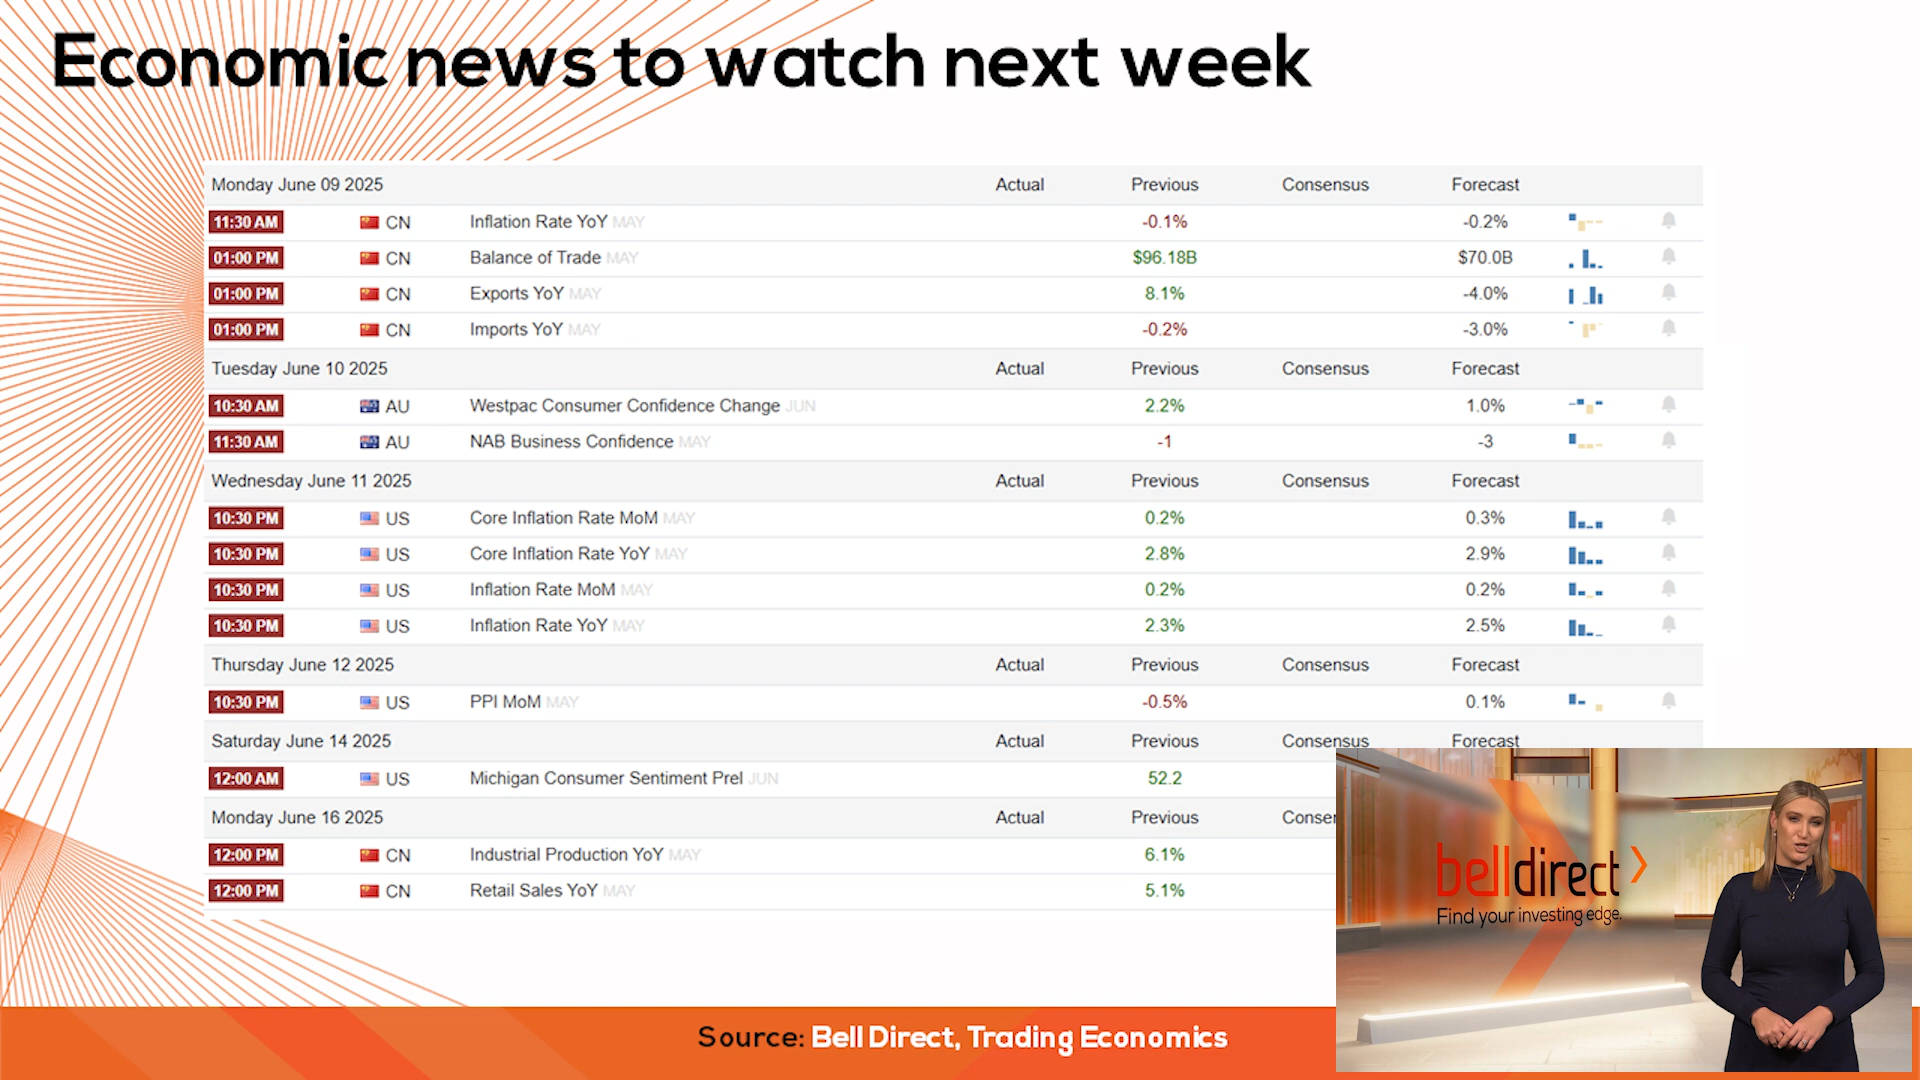 Economic news to watch next week
Monday June 09 2025 Actual Previous Consensus Forecast
11:30 AM CN Inflation Rate YoY MAY -0.1% -0.2%
01:00 PM CN Balance of Trade MAY $96.18B $70.0B
01:00 PM CN Exports YoY MAY 8.1% -4.0%
01:00 PM CN Imports YoY MAY -0.2% -3.0%
Tuesday June 10 2025 Actual Previous Consensus Forecast
10:30 AM AU Westpac Consumer Confidence Change JUN 2.2% 1.0%
11:30 AM AU NAB Business Confidence MAY -1 -3
Wednesday June 11 2025 Actual Previous Consensus Forecast
10:30 PM US Core Inflation Rate MoM MAY 0.2% 0.3%
10:30 PM US Core Inflation Rate YoY MAY 2.8% 2.9%
10:30 PM US Inflation Rate MoM MAY 0.2% 0.2%
10:30 PM US Inflation Rate YoY MAY 2.3% 2.5%
Thursday June 12 2025 Actual Previous Consensus Forecast
10:30 PM US PPI MoM MAY -0.5% 0.1%
Saturday June 14 2025 Actual Previous Consensus Forecast
12:00 AM US Michigan Consumer Sentiment Prel JUN 52.2
Monday June 16 2025 Actual Previous Conser
12:00 PM CN Industrial Production YoY MAY 6.1%
12:00 PM CN Retail Sales YoY MAY 5.1%
belldirect
Find your investing edge.
Source: Bell Direct, Trading Economics